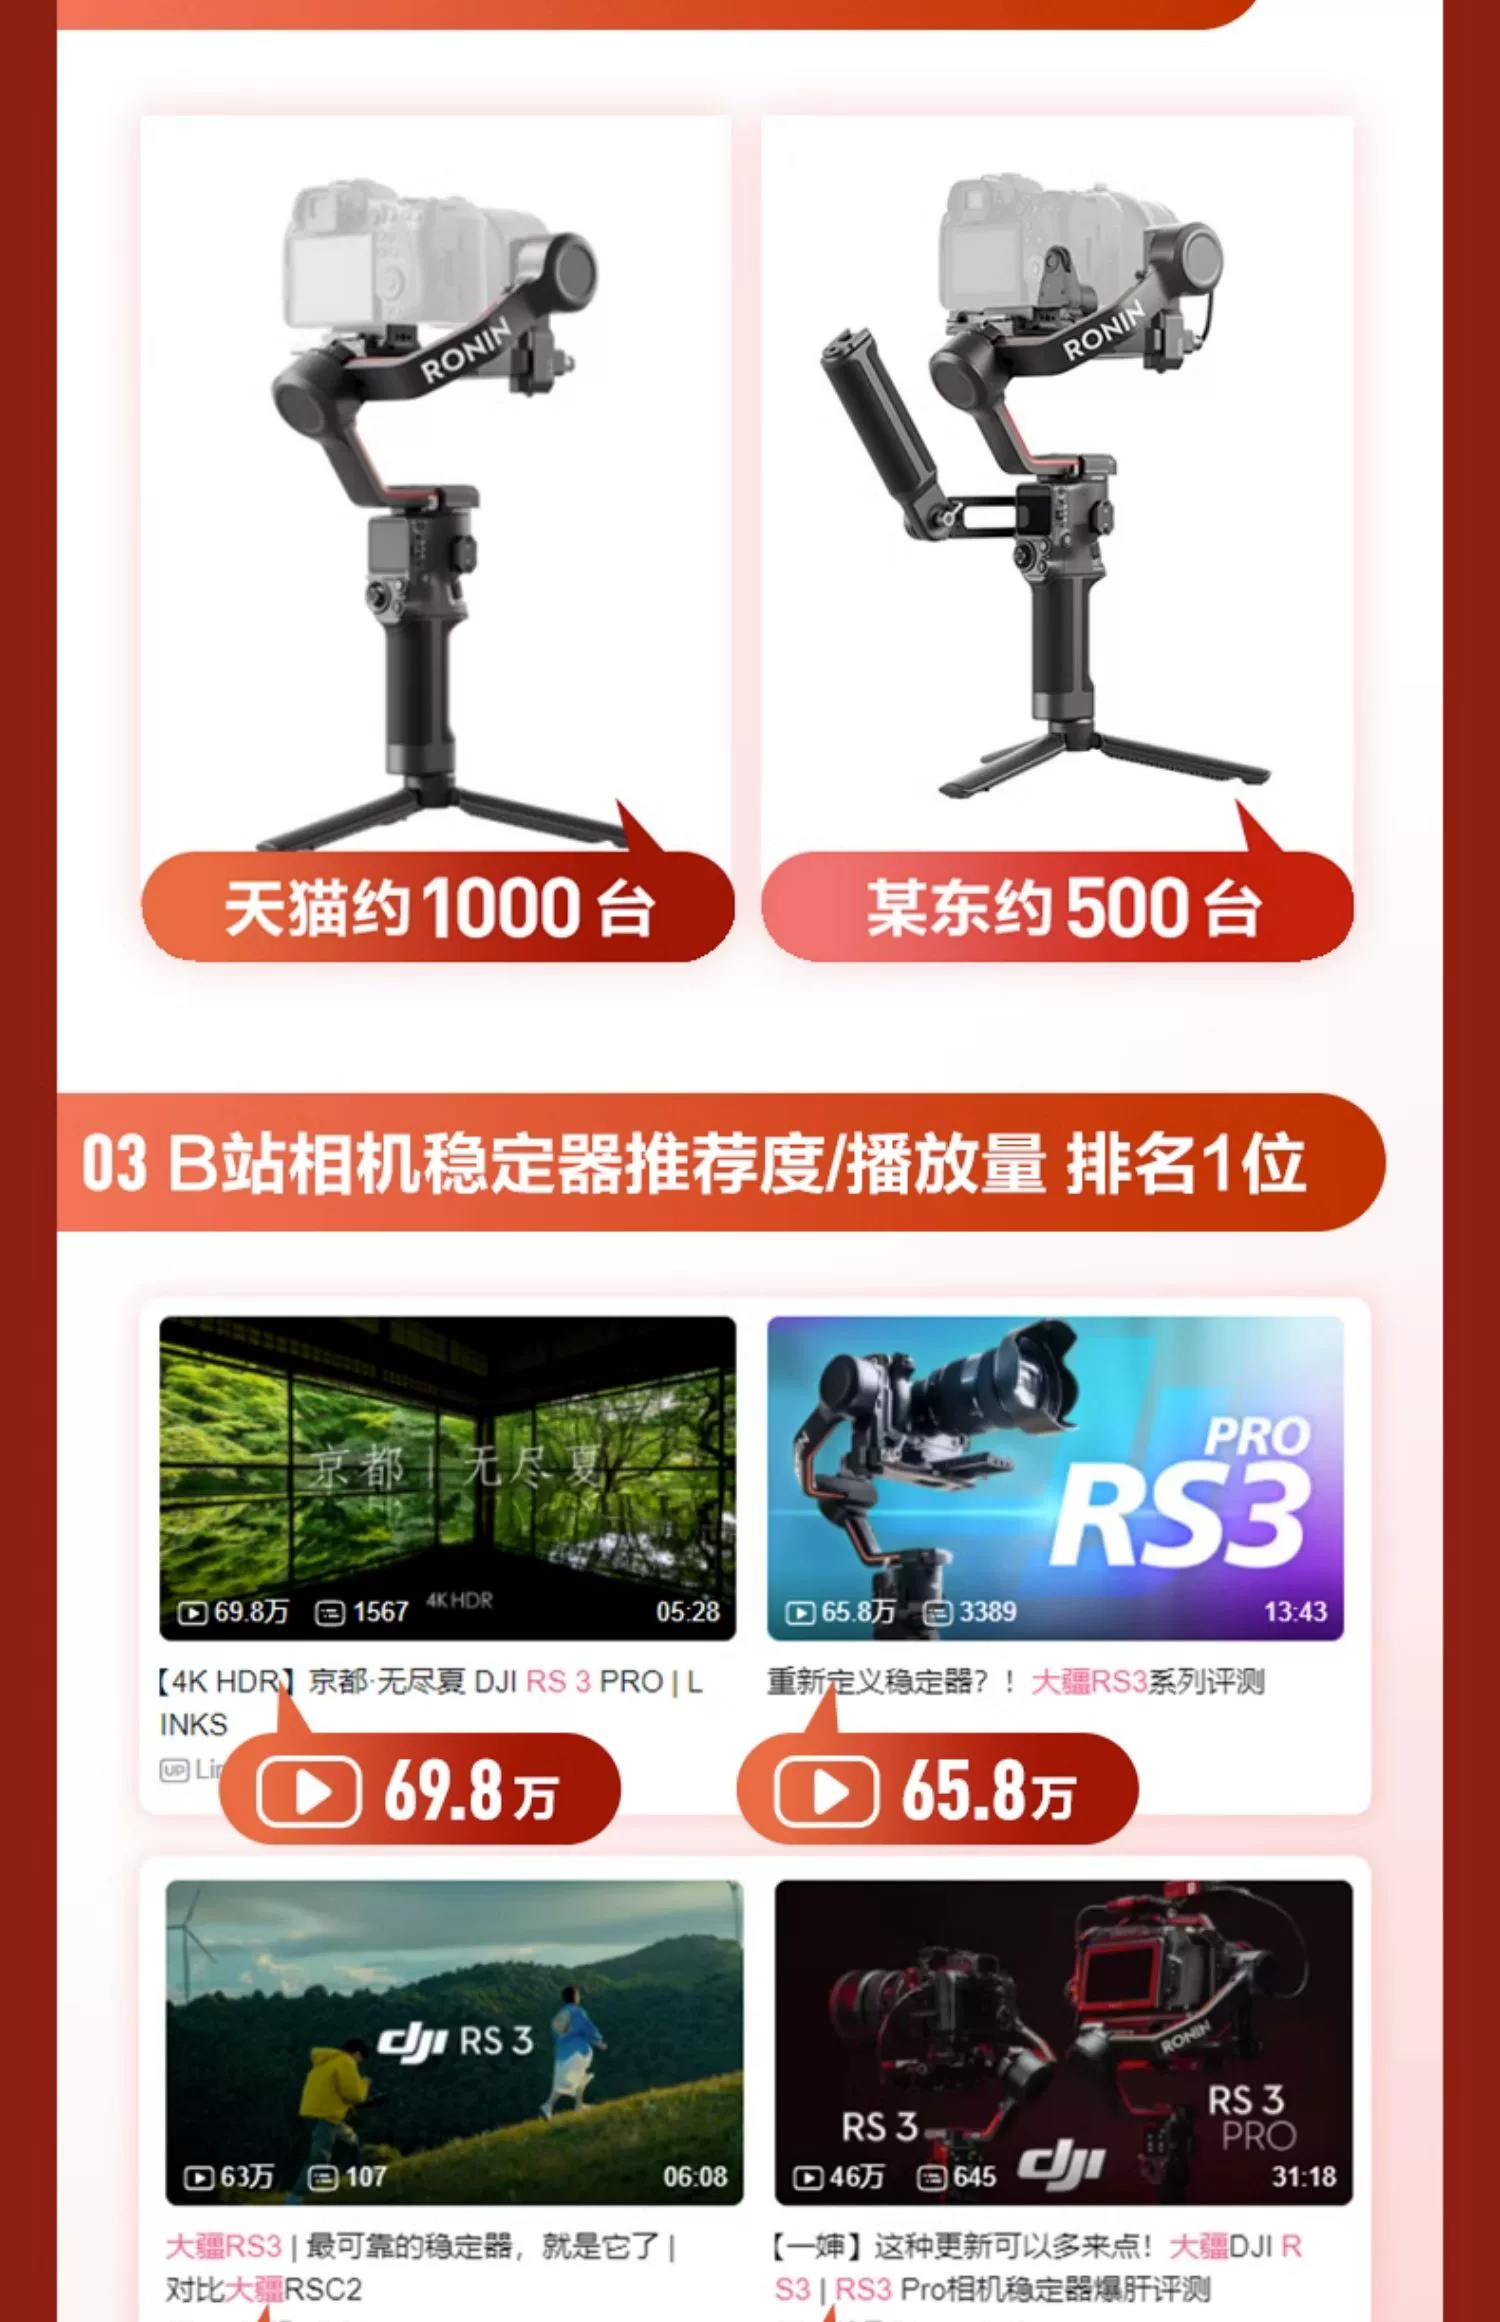 RONIN
RONIN
天猫约1000台
某东约500台
03 B站相机稳定器推荐度/播放量 排名1位
京都|无尽夏
4K HDR
69.8万 1567 05:28
PRO
RS3
65.8万 3389 13:43
【4K HDR】京都·无尽夏 DJI RS 3 PRO | L
INKS
UP
重新定义稳定器？！大疆RS3系列评测
69.8万
65.8万
dji RS 3
63万 107 06:08
RONIN
RS 3
RS 3
PRO
dji
46万 645 31:18
大疆RS3 | 最可靠的稳定器，就是它了 |
对比大疆RSC2
【一婶】这种更新可以多来点！大疆DJI R
S3 | RS3 Pro相机稳定器爆肝评测